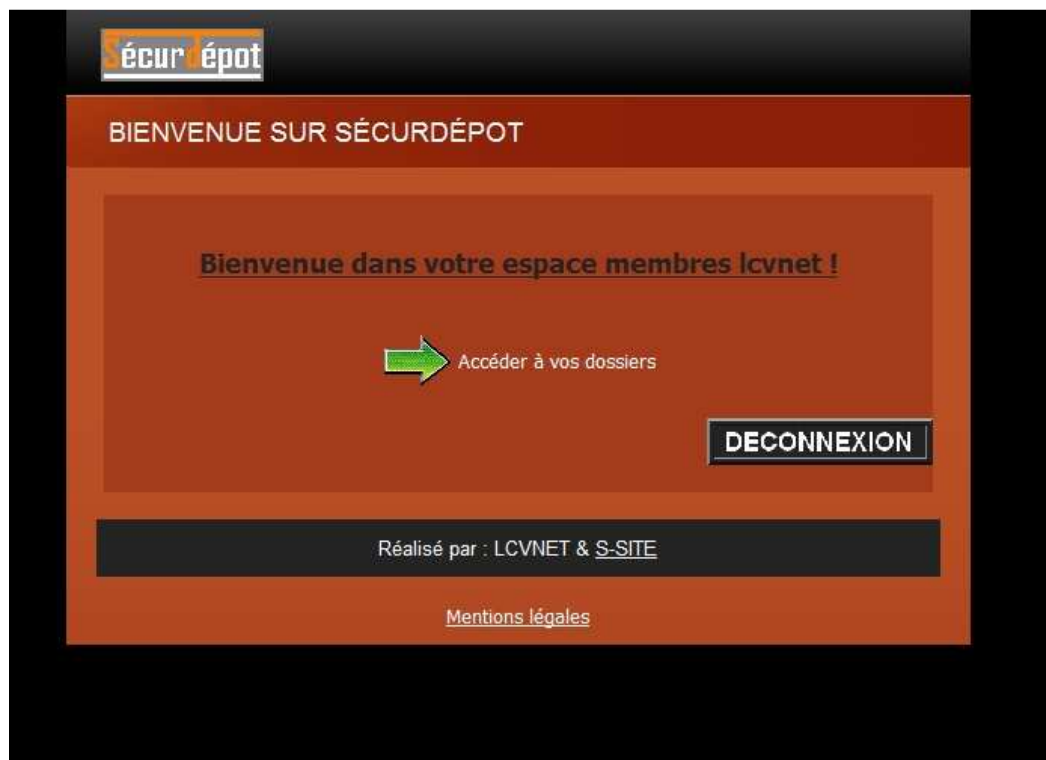 Sécurdépot
BIENVENUE SUR SÉCURDÉPOT
Bienvenue dans votre espace membres lcvnet !
Accéder à vos dossiers
DECONNEXION
Réalisé par : LCVNET & S-SITE
Mentions légales